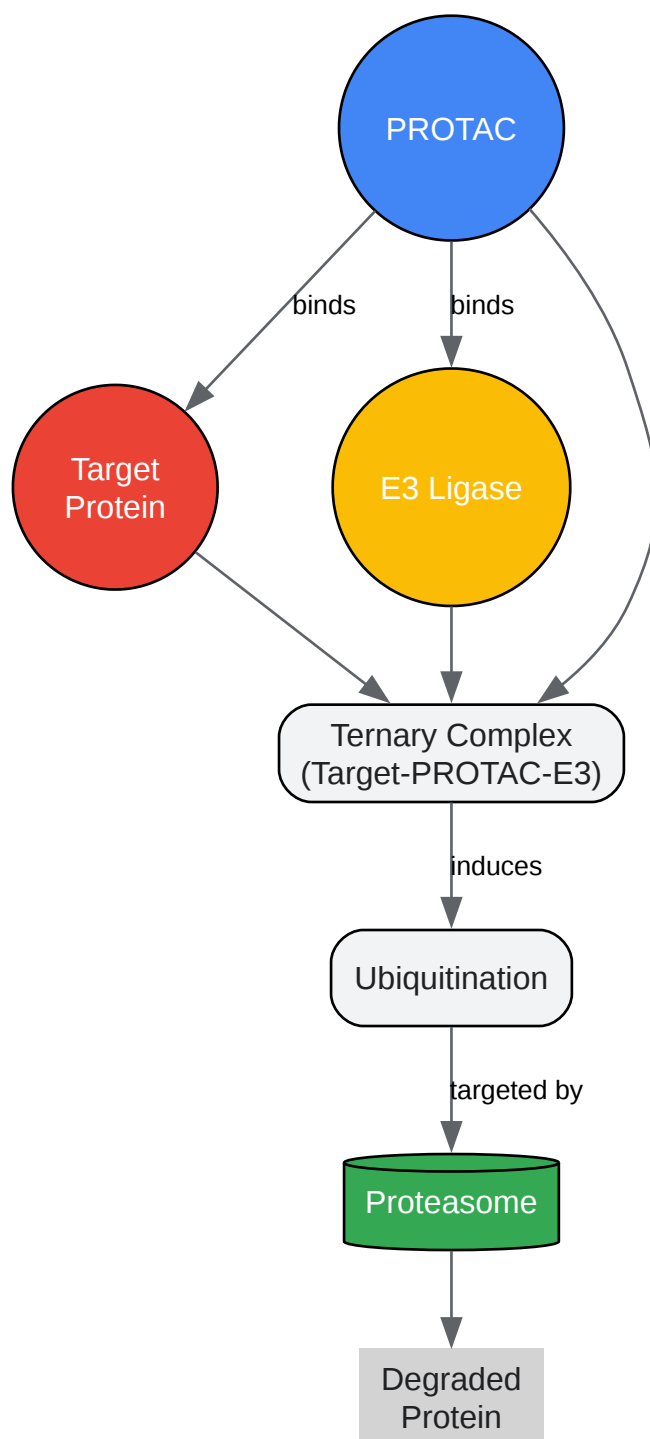 PROTAC
binds
binds
Target
Protein
E3 Ligase
Ternary Complex
(Target-PROTAC-E3)
induces
Ubiquitination
targeted by
Proteasome
Degraded
Protein